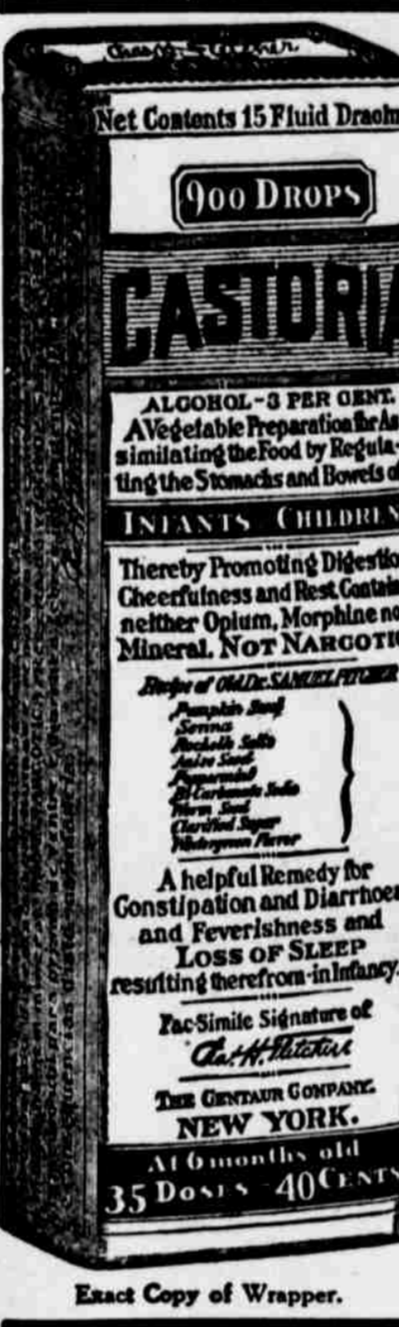 Net Contents 15 Fluid Drachm
900 DROPS
CASTORIA
ALCOHOL-3 PER CENT.
A Vegetable Preparation for As-
similating the Food by Regula-
ting the Stomachs and Bowels of
INFANTS CHILDREN
Thereby Promoting Digestion
Cheerfulness and Rest. Contains
neither Opium, Morphine nor
Mineral. NOT NARCOTIC
Recipe of Old Dr. SAMUEL PITCHER
Pumpkin Seed
Senna
Rochelle Salts
Anise Seed
Peppermint
Bi Carbonate Soda
Worm Seed
Clarified Sugar
Wintergreen Flavor
A helpful Remedy for
Constipation and Diarrhoea
and Feverishness and
LOSS OF SLEEP
resulting therefrom-in Infancy.
Fac-Simile Signature of
Chas. H. Fletcher
THE CENTAUR COMPANY.
NEW YORK.
At 6 months old
35 DOSES - 40 CENTS
Exact Copy of Wrapper.